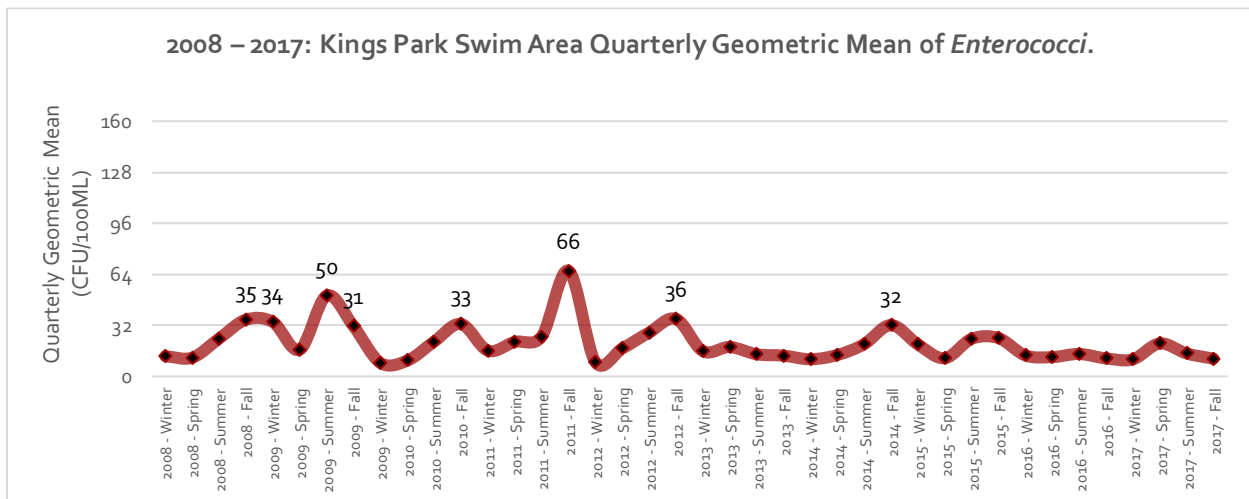 2008 – 2017: Kings Park Swim Area Quarterly Geometric Mean of Enterococci.
Quarterly Geometric Mean
(CFU/100ML)
160
128
96
64
32
0
35
34
50
31
33
66
36
32
2008 - Winter
2008 - Spring
2008 - Summer
2008 - Fall
2009 - Winter
2009 - Spring
2009 - Summer
2009 - Fall
2009 - Winter
2010 - Spring
2010 - Summer
2010 - Fall
2011 - Winter
2011 - Spring
2011 - Summer
2011 - Fall
2012 - Winter
2012 - Spring
2012 - Summer
2012 - Fall
2013 - Winter
2013 - Spring
2013 - Summer
2013 - Fall
2014 - Winter
2014 - Spring
2014 - Summer
2014 - Fall
2015 - Winter
2015 - Spring
2015 - Summer
2015 - Fall
2016 - Winter
2016 - Spring
2016 - Summer
2016 - Fall
2017 - Winter
2017 - Spring
2017 - Summer
2017 - Fall